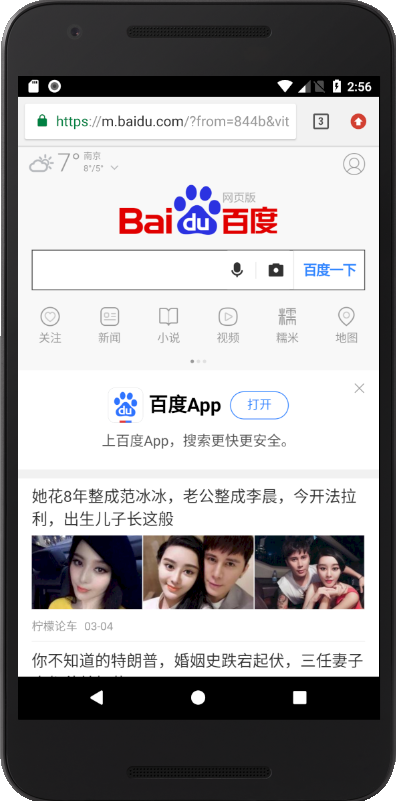 2:56
https://m.baidu.com/?from=844b&vit
3
7°
南京
8°/5°
网页版
Bai du 百度
百度一下
关注 新闻 小说 视频 糯米 地图
du 百度App 打开
上百度App，搜索更快更安全。
她花8年整成范冰冰，老公整成李晨，今开法拉
利，出生儿子长这般
柠檬论车 03-04
你不知道的特朗普，婚姻史跌宕起伏，三任妻子